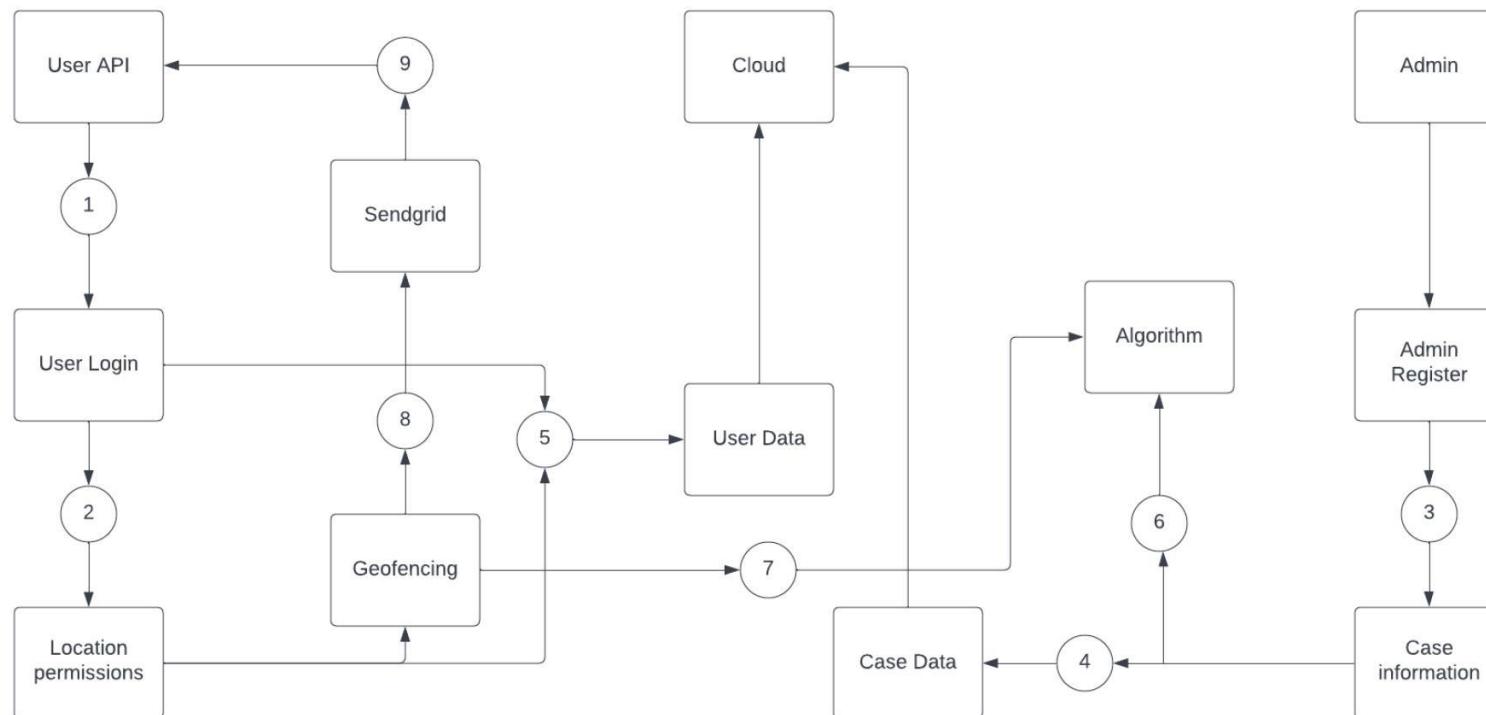 User API
9
Cloud
Admin
1
Sendgrid
Algorithm
User Login
Admin
Register
8
5
User Data
2
6
3
Geofencing
7
Location
permissions
Case Data
4
Case
information